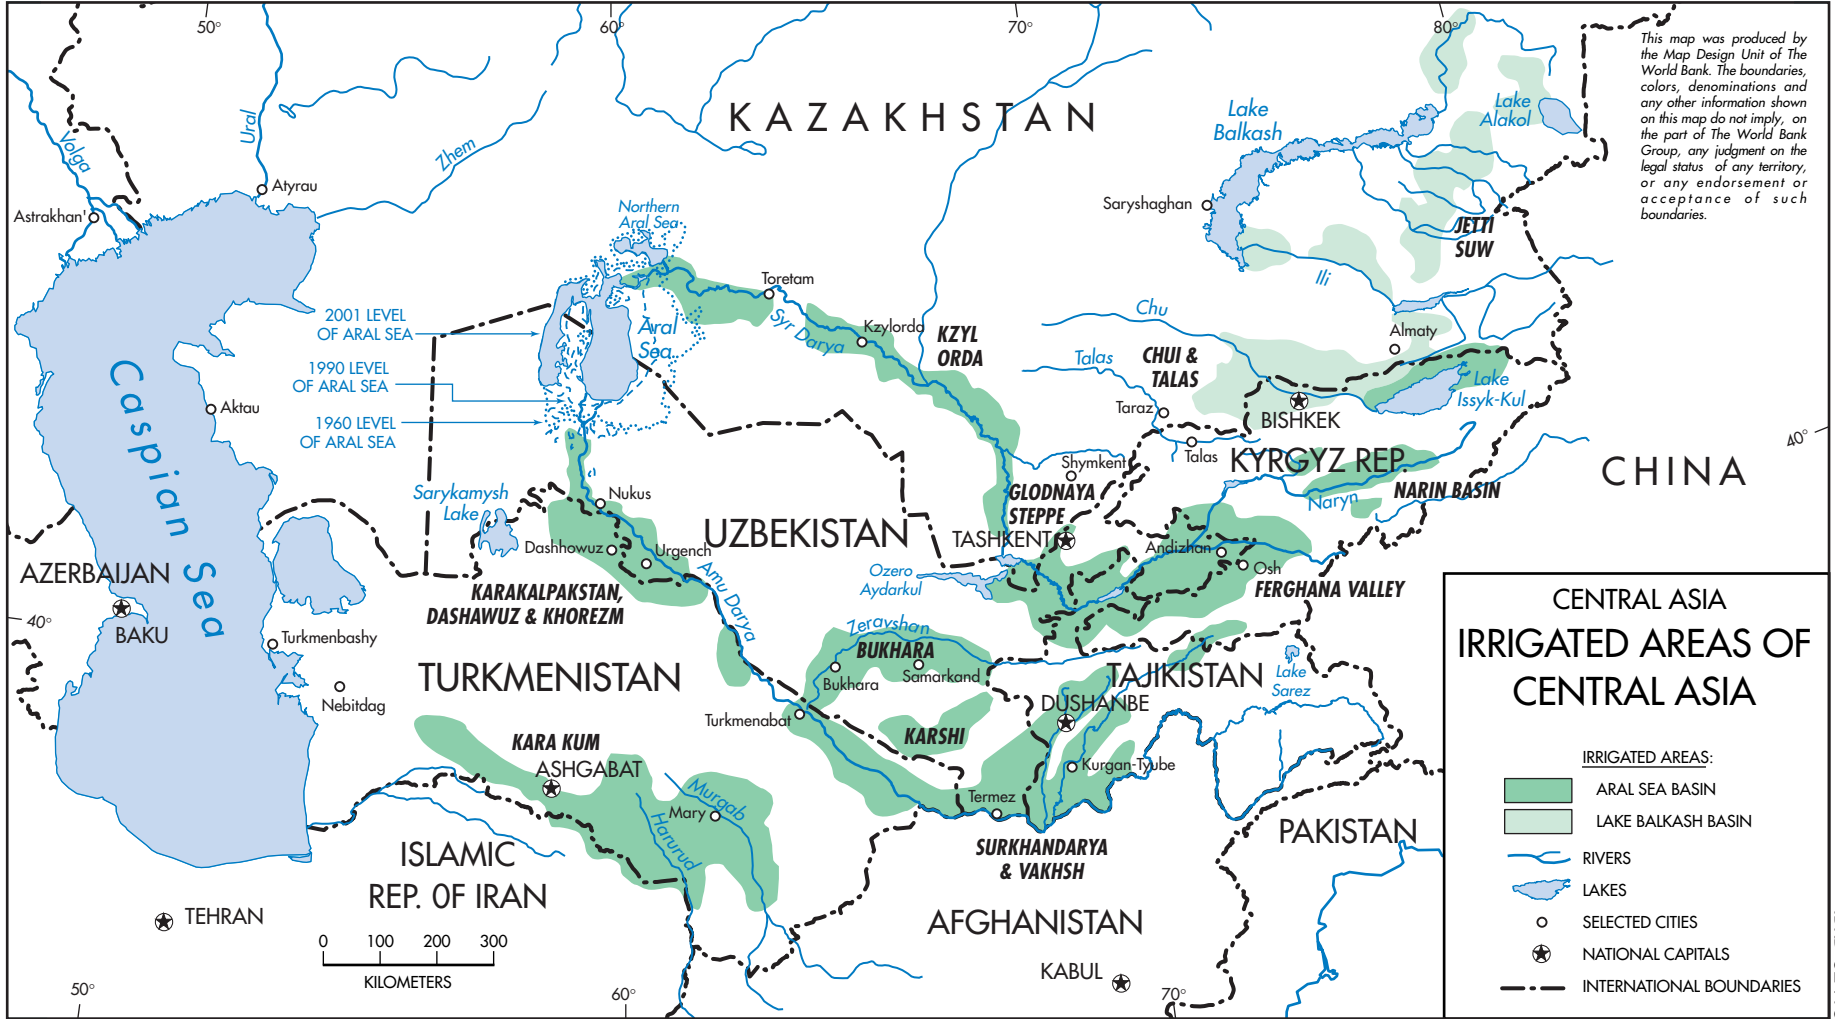 50°
60°
70°
80°
This map was produced by
the Map Design Unit of The
World Bank. The boundaries,
colors, denominations and
any other information shown
on this map do not imply, on
the part of The World Bank
Group, any judgment on the
legal status of any territory,
or any endorsement or
acceptance of such
boundaries.
KAZAKHSTAN
Lake
Balkash
Lake
Alakol
Volga
Ural
Zhem
Atyrau
Astrakhan'
Saryshaghan
Northern
Aral Sea
JETTI
SUW
Ili
Toretam
Chu
2001 LEVEL
OF ARAL SEA
Aral
Sea
Syr Darya
Kzylorda
KZYL
ORDA
Almaty
1990 LEVEL
OF ARAL SEA
Talas
CHUI &
TALAS
Lake
Issyk-Kul
Caspian Sea
Aktau
1960 LEVEL
OF ARAL SEA
Taraz
BISHKEK
40°
Talas
KYRGYZ REP.
CHINA
Shymkent
Sarykamysh
Lake
Nukus
GLODNAYA
STEPPE
Naryn
NARIN BASIN
UZBEKISTAN
TASHKENT
Dashhowuz
Urgench
Andizhan
Osh
AZERBAIJAN
KARAKALPAKSTAN,
DASHAWUZ & KHOREZM
Amu Darya
Ozero
Aydarkul
FERGHANA VALLEY
BAKU
40°
Turkmenbashy
Zeravshan
BUKHARA
Samarkand
Bukhara
TURKMENISTAN
TAJIKISTAN
Lake
Sarez
DUSHANBE
Nebitdag
Turkmenabat
KARSHI
KARA KUM
ASHGABAT
Kurgan-Tyube
Murgab
Mary
Harurud
Termez
PAKISTAN
ISLAMIC
REP. OF IRAN
SURKHANDARYA
& VAKHSH
AFGHANISTAN
TEHRAN
KABUL
0 100 200 300
KILOMETERS
50°
60°
70°
CENTRAL ASIA
IRRIGATED AREAS OF
CENTRAL ASIA
IRRIGATED AREAS:
ARAL SEA BASIN
LAKE BALKASH BASIN
RIVERS
LAKES
SELECTED CITIES
NATIONAL CAPITALS
INTERNATIONAL BOUNDARIES